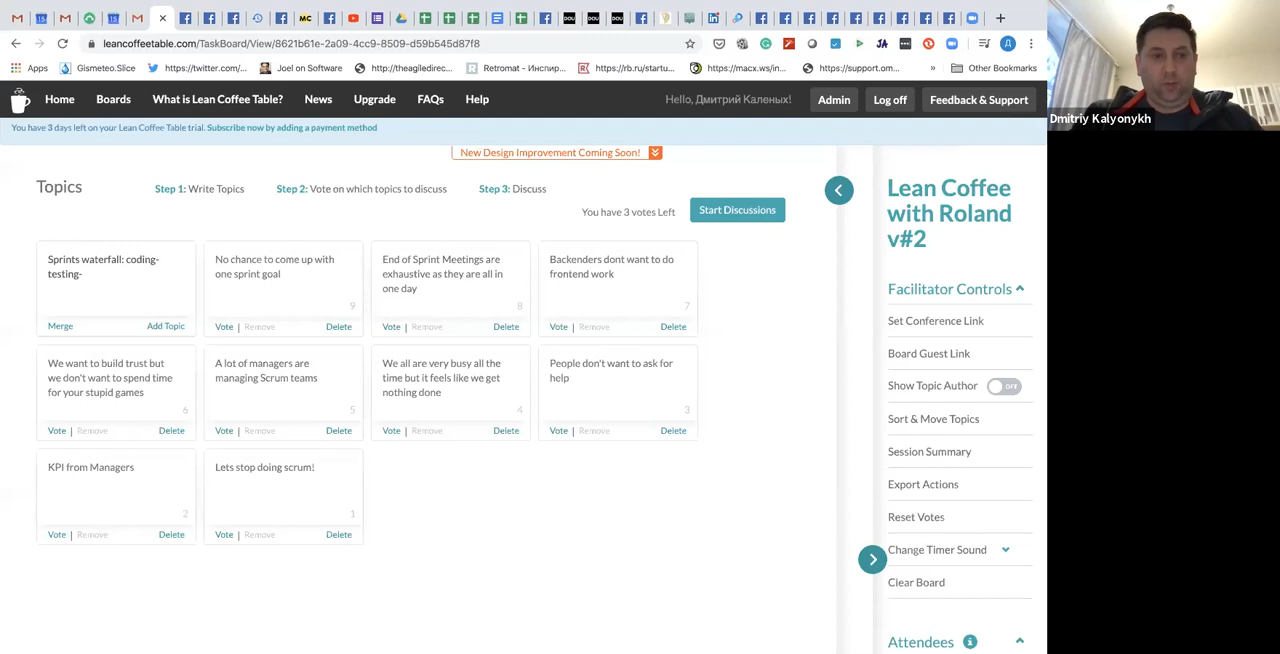 leancoffeetable.com/TaskBoard/View/8621b61e-2a09-4cc9-8509-d59b545d87f8
Apps
Gismeteo.Slice
https://twitter.com/...
Joel on Software
http://theagiledirec...
Retromat - Инспир...
https://rb.ru/startu...
https://macx.ws/in...
https://support.om...
»
Other Bookmarks
Home
Boards
What is Lean Coffee Table?
News
Upgrade
FAQs
Help
Hello, Дмитрий Каленых!
Admin
Log off
Feedback & Support
Dmitriy Kalyonykh
You have 3 days left on your Lean Coffee Table trial. Subscribe now by adding a payment method
New Design Improvement Coming Soon!
Topics
Step 1: Write Topics
Step 2: Vote on which topics to discuss
Step 3: Discuss
You have 3 votes Left
Start Discussions
Sprints waterfall: coding-
testing-
Merge
Add Topic
No chance to come up with
one sprint goal
9
Vote | Remove
Delete
End of Sprint Meetings are
exhaustive as they are all in
one day
8
Vote | Remove
Delete
Backenders dont want to do
frontend work
7
Vote | Remove
Delete
We want to build trust but
we don't want to spend time
for your stupid games
6
Vote | Remove
Delete
A lot of managers are
managing Scrum teams
5
Vote | Remove
Delete
We all are very busy all the
time but it feels like we get
nothing done
4
Vote | Remove
Delete
People don't want to ask for
help
3
Vote | Remove
Delete
KPI from Managers
2
Vote | Remove
Delete
Lets stop doing scrum!
1
Vote | Remove
Delete
Lean Coffee
with Roland
v#2
Facilitator Controls
Set Conference Link
Board Guest Link
Show Topic Author
OFF
Sort & Move Topics
Session Summary
Export Actions
Reset Votes
Change Timer Sound
Clear Board
Attendees